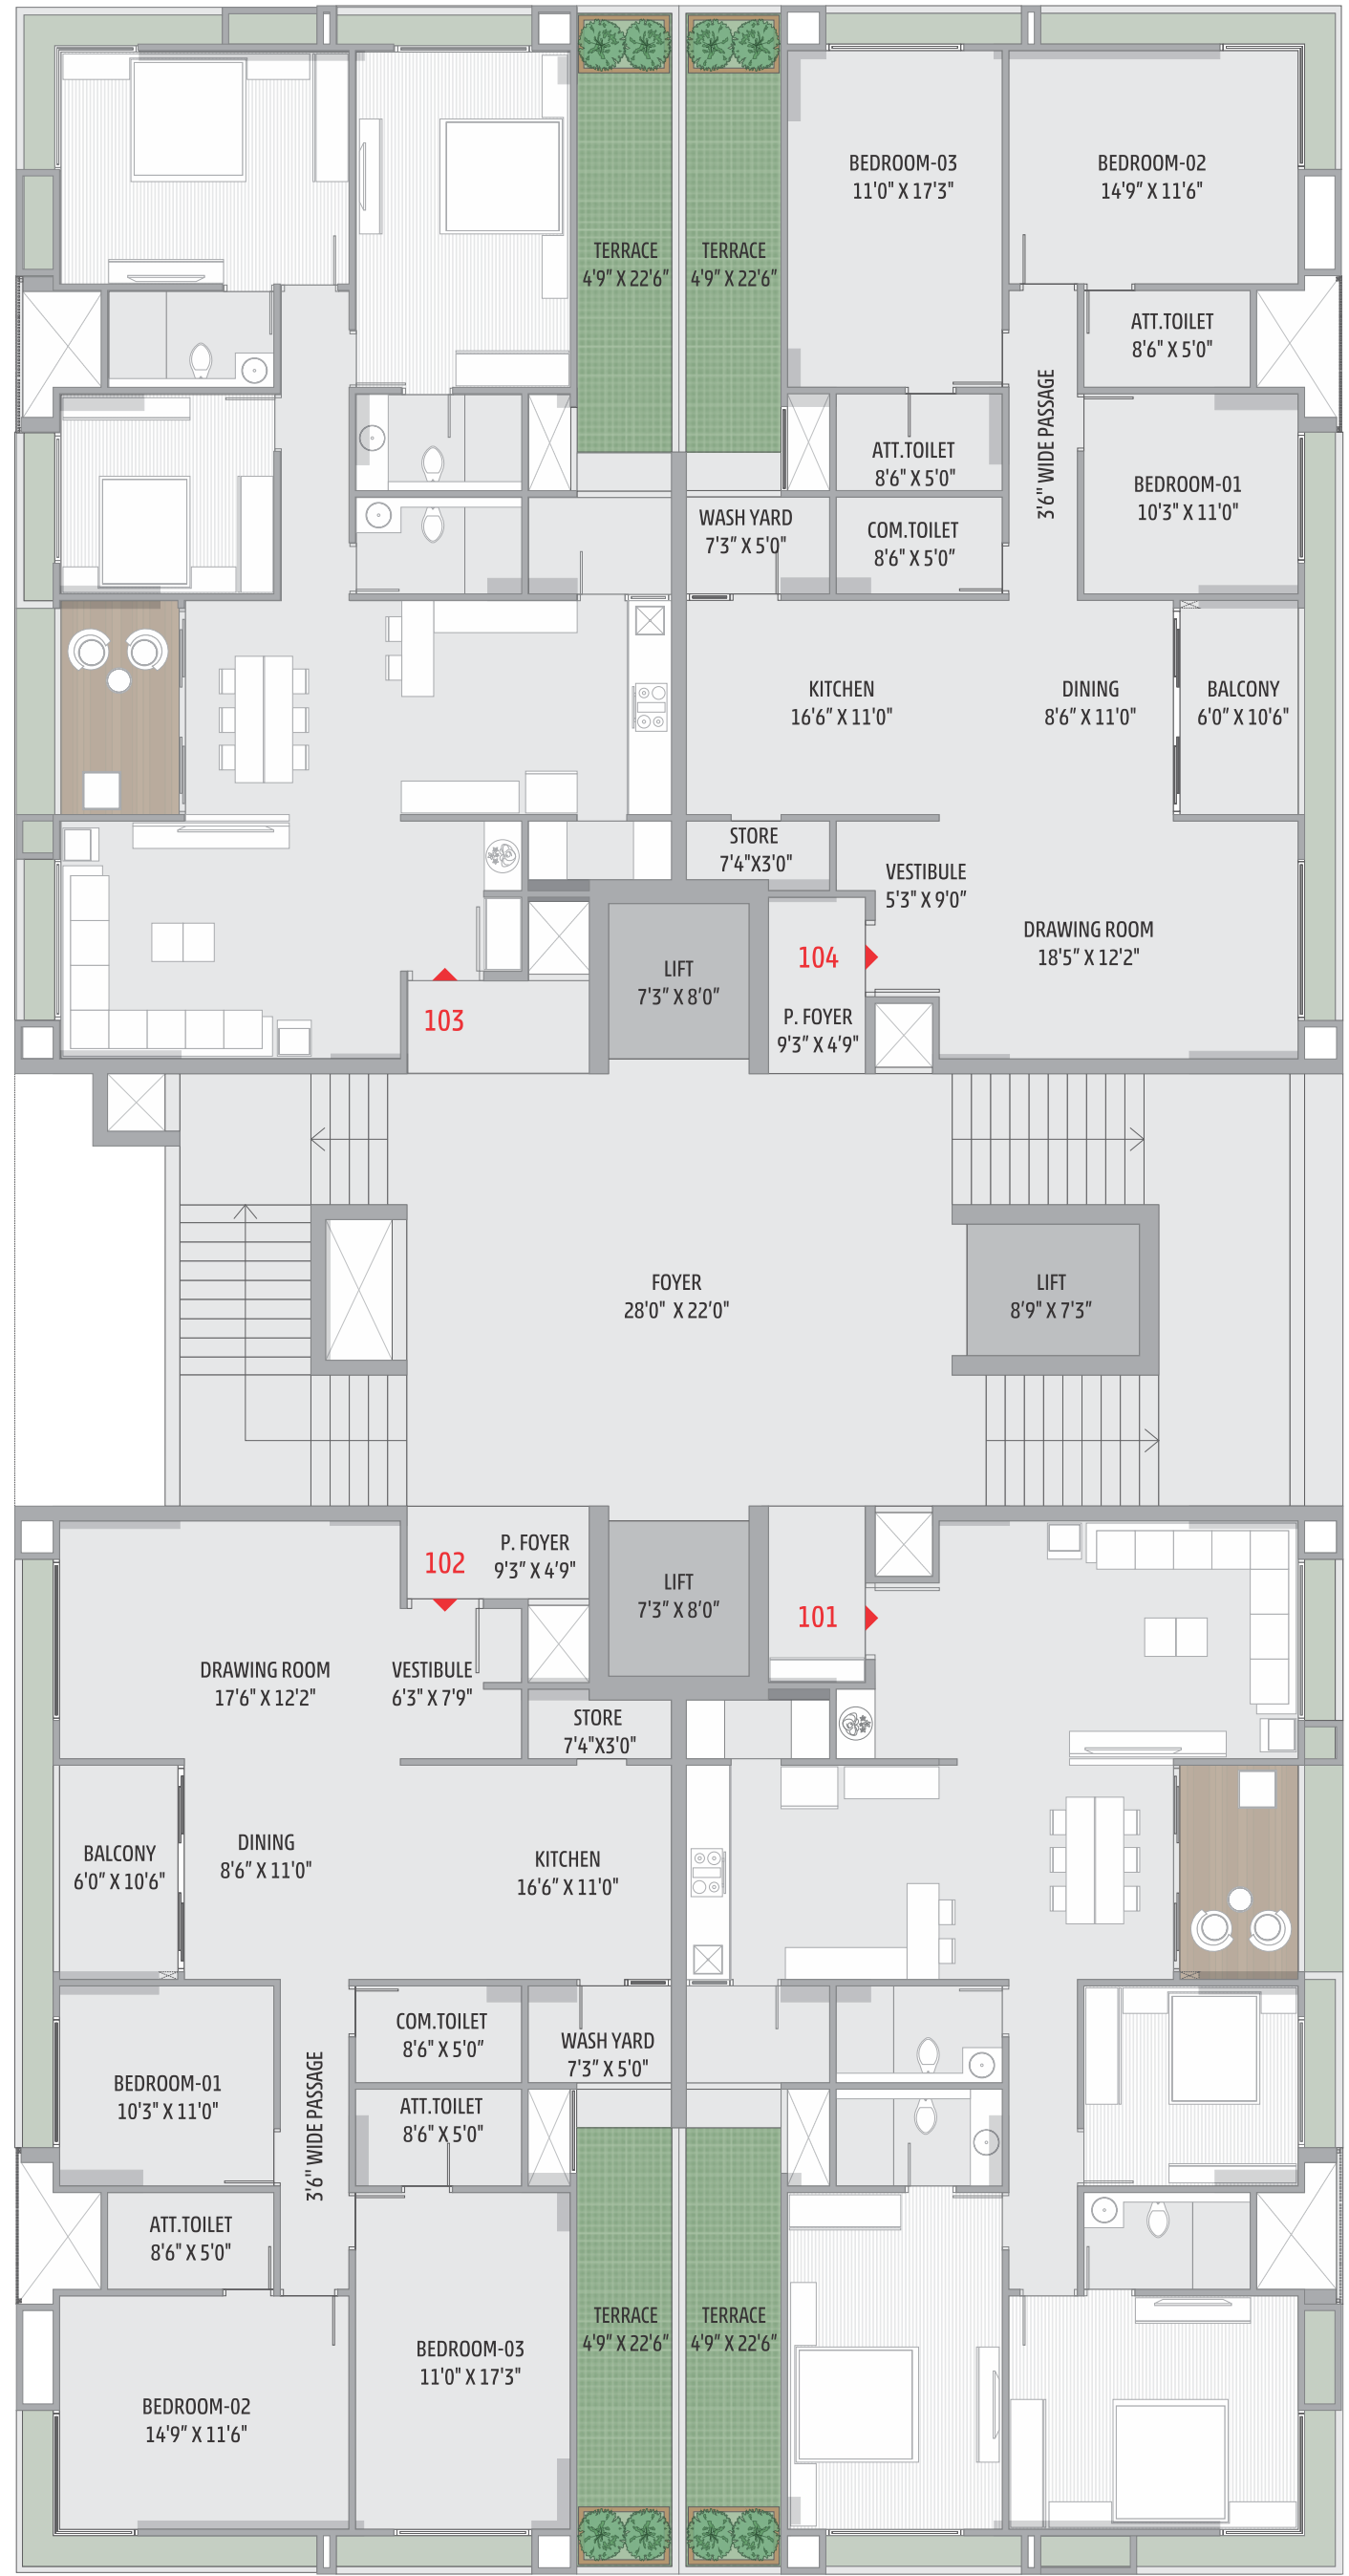 BEDROOM-03
11'0" X 17'3"
BEDROOM-02
14'9" X 11'6"
TERRACE
4'9" X 22'6"
TERRACE
4'9" X 22'6"
ATT.TOILET
8'6" X 5'0"
3'6" WIDE PASSAGE
ATT.TOILET
8'6" X 5'0"
BEDROOM-01
10'3" X 11'0"
WASH YARD
7'3" X 5'0"
COM.TOILET
8'6" X 5'0"
KITCHEN
16'6" X 11'0"
DINING
8'6" X 11'0"
BALCONY
6'0" X 10'6"
STORE
7'4"X3'0"
VESTIBULE
5'3" X 9'0"
DRAWING ROOM
18'5" X 12'2"
104
LIFT
7'3" X 8'0"
103
P. FOYER
9'3" X 4'9"
FOYER
28'0" X 22'0"
LIFT
8'9" X 7'3"
P. FOYER
9'3" X 4'9"
102
LIFT
7'3" X 8'0"
101
DRAWING ROOM
17'6" X 12'2"
VESTIBULE
6'3" X 7'9"
STORE
7'4"X3'0"
BALCONY
6'0" X 10'6"
DINING
8'6" X 11'0"
KITCHEN
16'6" X 11'0"
COM.TOILET
8'6" X 5'0"
WASH YARD
7'3" X 5'0"
BEDROOM-01
10'3" X 11'0"
3'6" WIDE PASSAGE
ATT.TOILET
8'6" X 5'0"
ATT.TOILET
8'6" X 5'0"
TERRACE
4'9" X 22'6"
TERRACE
4'9" X 22'6"
BEDROOM-03
11'0" X 17'3"
BEDROOM-02
14'9" X 11'6"